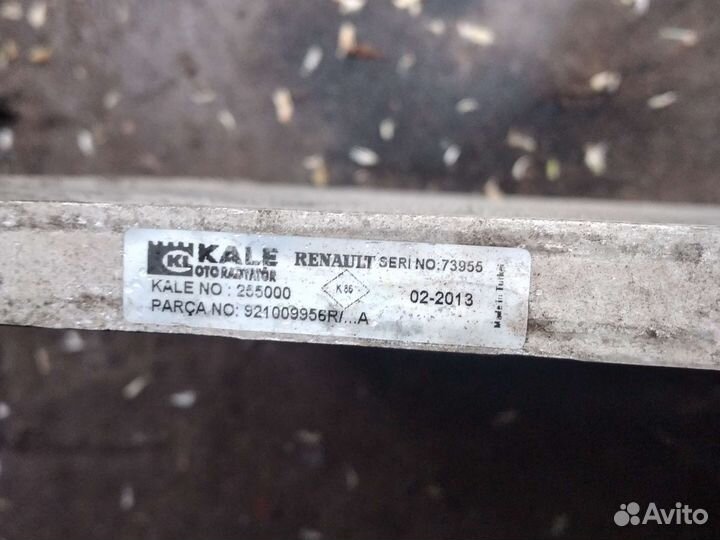 KL KALE RENAULT SERI NO:73955
OTO RADYATÖR
KALE NO : 255000 K 86 02-2013
PARÇA NO: 921009956R/...A
Made in Turkey
Avito